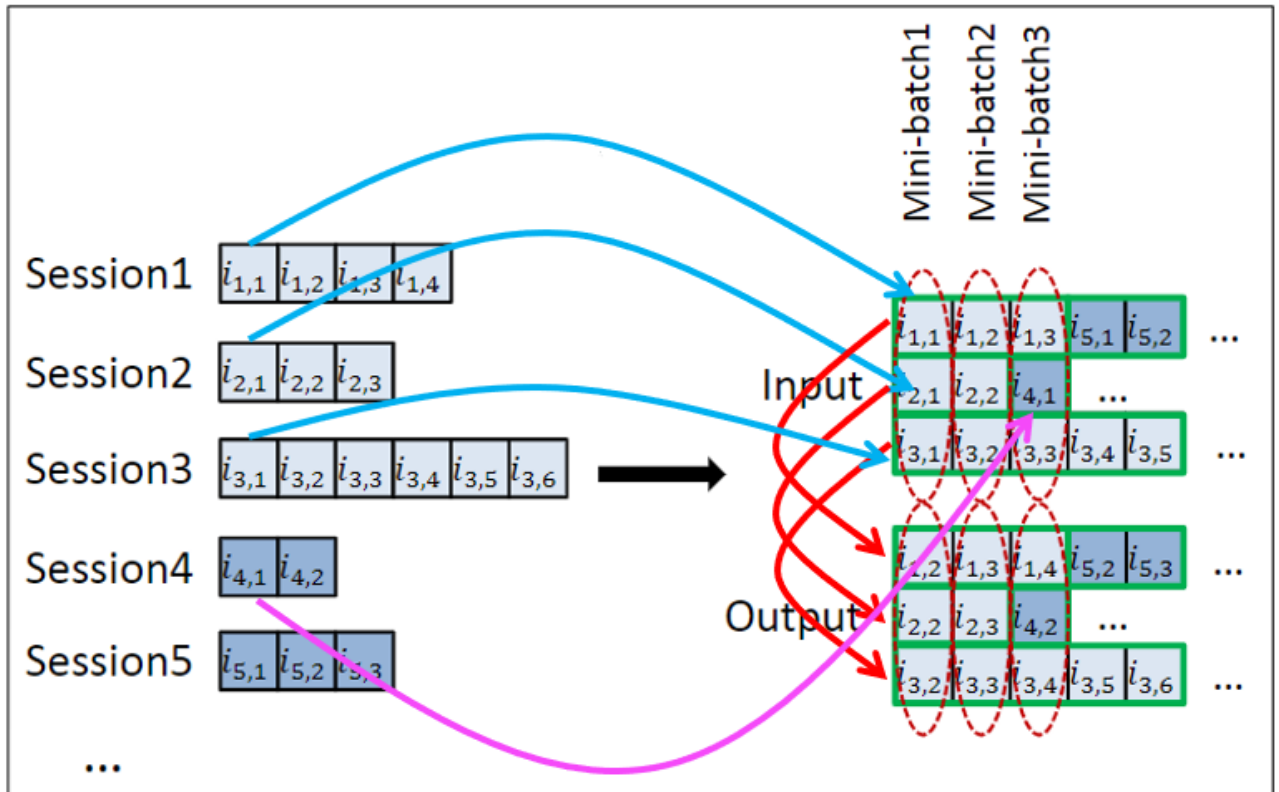 Mini-batch1
Mini-batch2
Mini-batch3
Session1 i1,1 i1,2 i1,3 i1,4
Session2 i2,1 i2,2 i2,3
Session3 i3,1 i3,2 i3,3 i3,4 i3,5 i3,6
Session4 i4,1 i4,2
Session5 i5,1 i5,2 i5,3
...
i1,1 i1,2 i1,3 i5,1 i5,2 ...
Input i2,1 i2,2 i4,1 ...
i3,1 i3,2 i3,3 i3,4 i3,5 ...
i1,2 i1,3 i1,4 i5,2 i5,3 ...
Output i2,2 i2,3 i4,2 ...
i3,2 i3,3 i3,4 i3,5 i3,6 ...